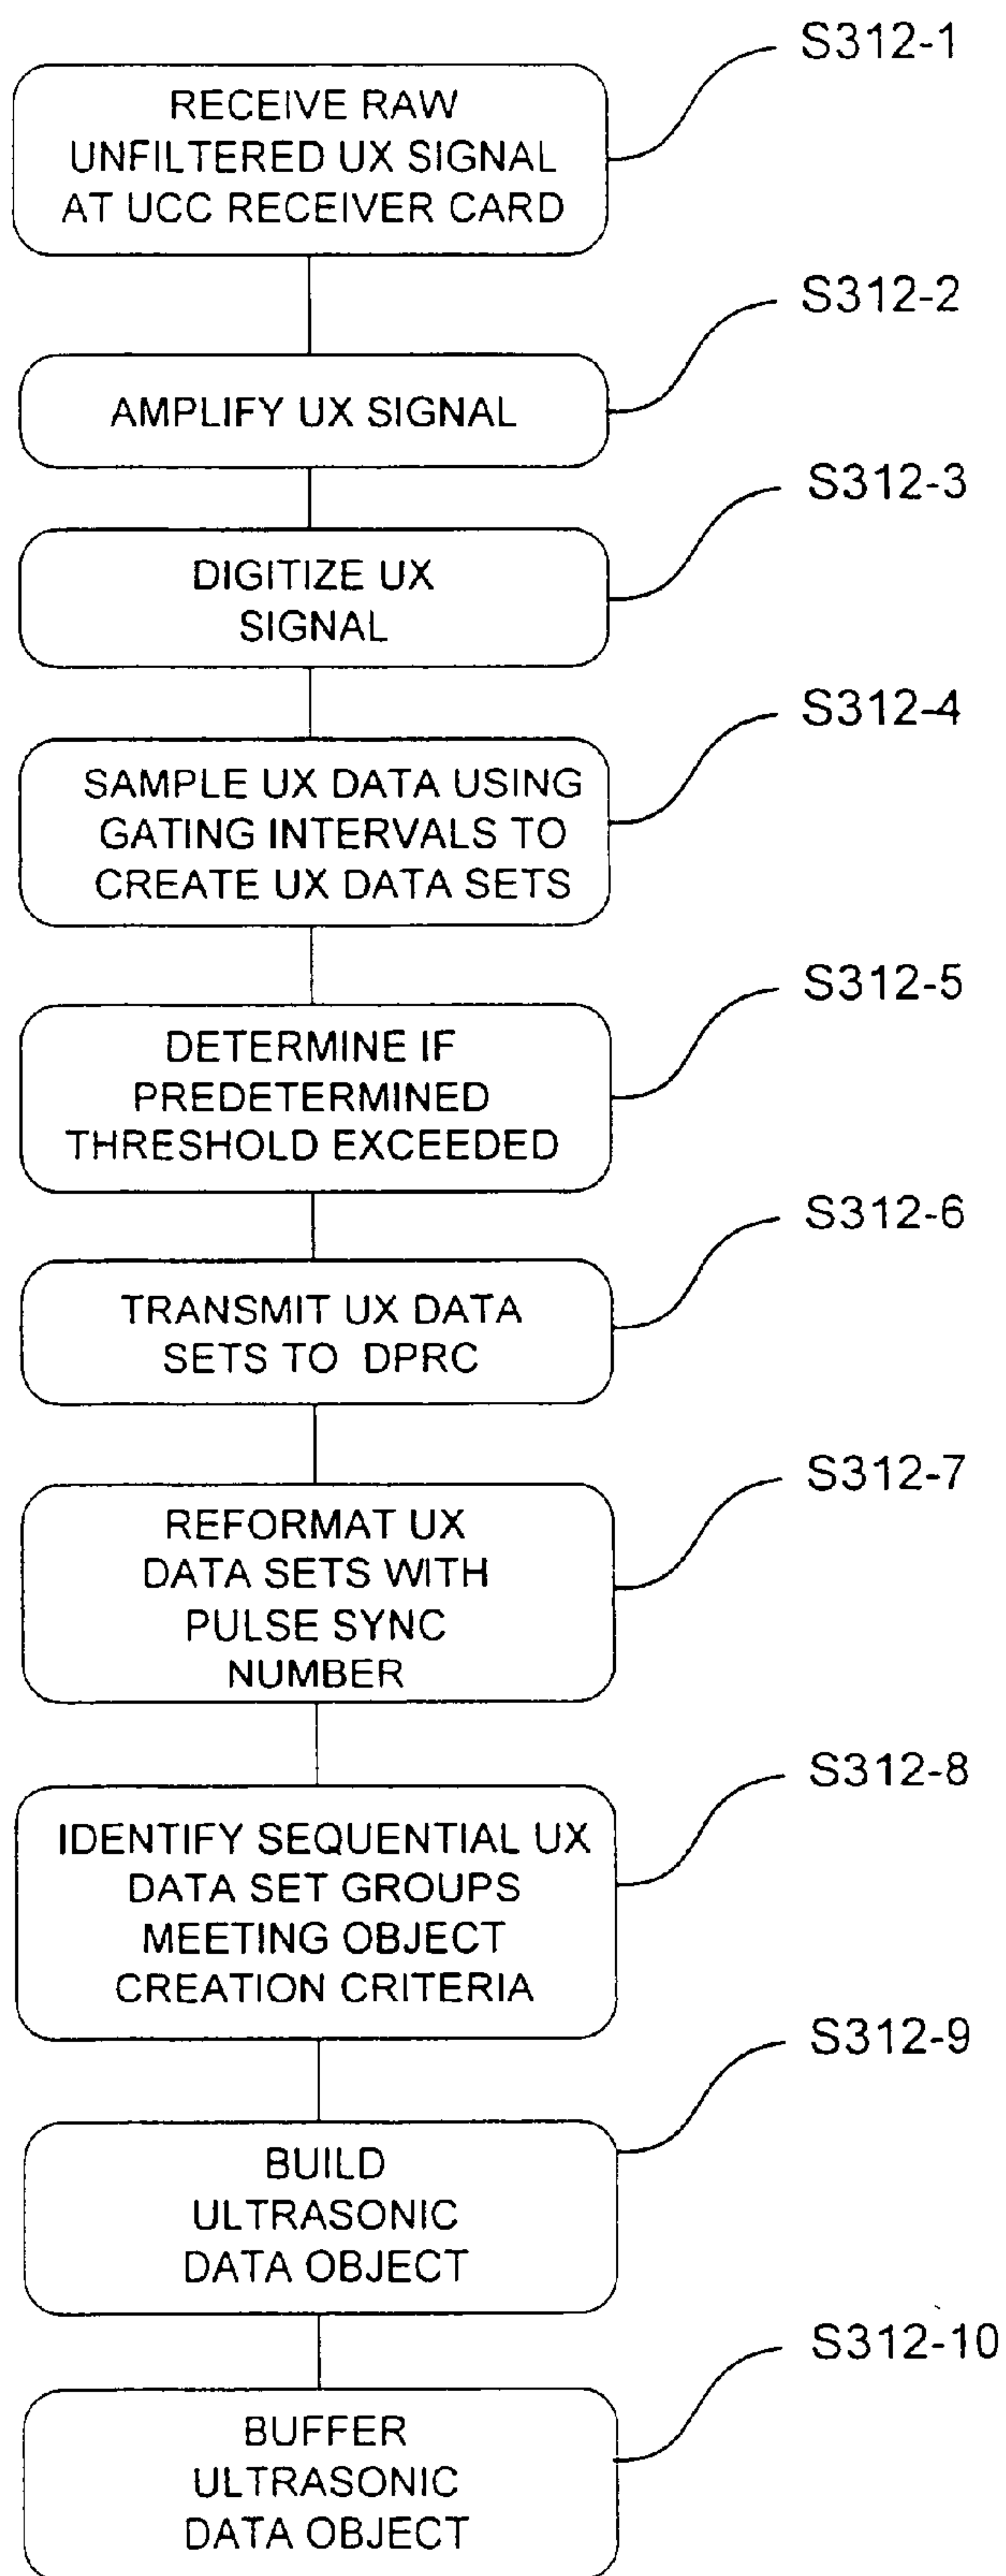 S312-1
RECEIVE RAW
UNFILTERED UX SIGNAL
AT UCC RECEIVER CARD
S312-2
AMPLIFY UX SIGNAL
S312-3
DIGITIZE UX
SIGNAL
S312-4
SAMPLE UX DATA USING
GATING INTERVALS TO
CREATE UX DATA SETS
S312-5
DETERMINE IF
PREDETERMINED
THRESHOLD EXCEEDED
S312-6
TRANSMIT UX DATA
SETS TO DPRC
S312-7
REFORMAT UX
DATA SETS WITH
PULSE SYNC
NUMBER
S312-8
IDENTIFY SEQUENTIAL UX
DATA SET GROUPS
MEETING OBJECT
CREATION CRITERIA
S312-9
BUILD
ULTRASONIC
DATA OBJECT
S312-10
BUFFER
ULTRASONIC
DATA OBJECT